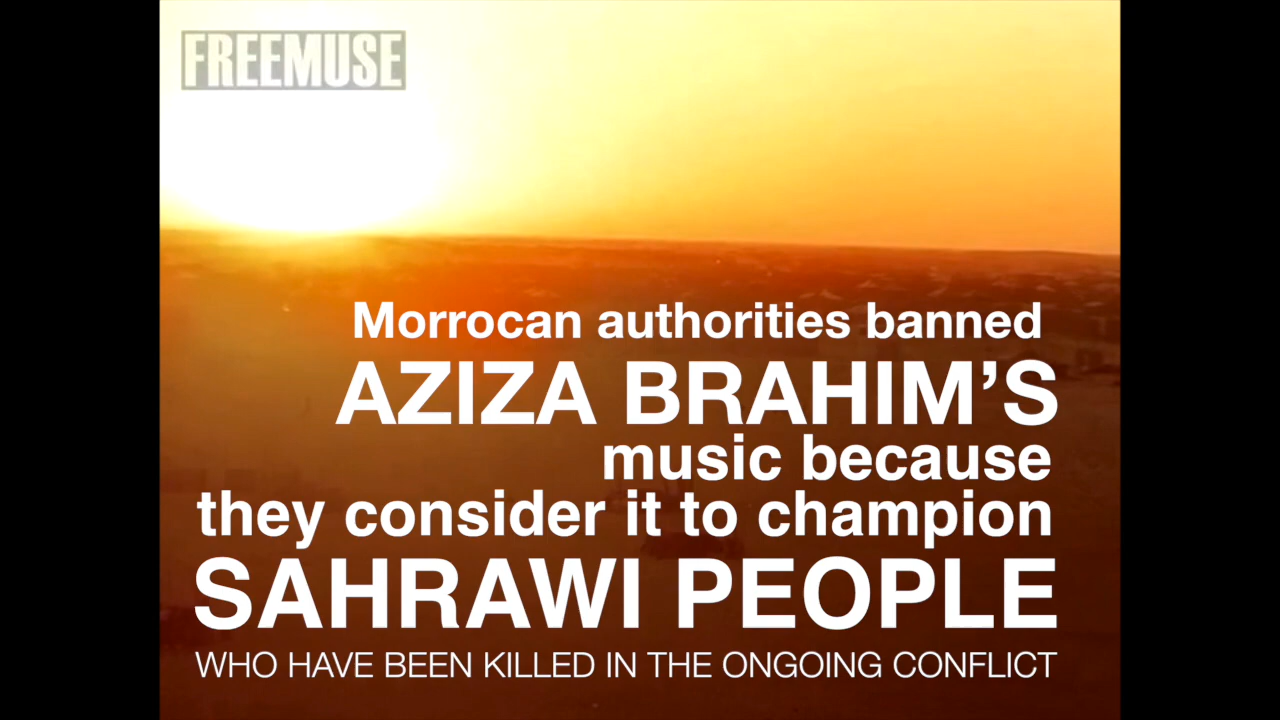 FREEMUSE
Morrocan authorities banned
AZIZA BRAHIM’S
music because
they consider it to champion
SAHRAWI PEOPLE
WHO HAVE BEEN KILLED IN THE ONGOING CONFLICT